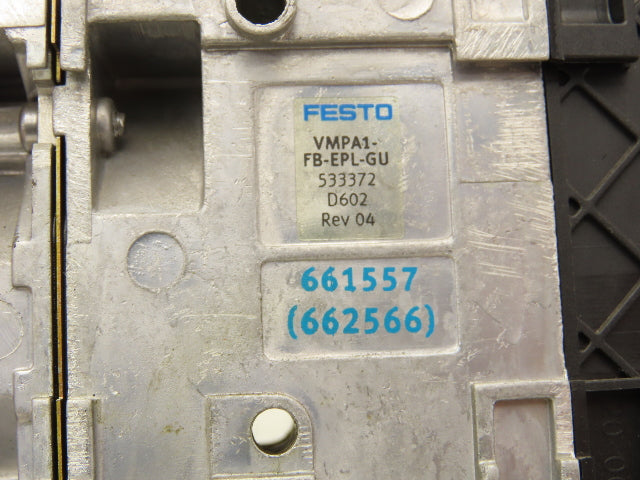 FESTO
VMPA1-
FB-EPL-GU
533372
D602
Rev 04
661557
(662566)